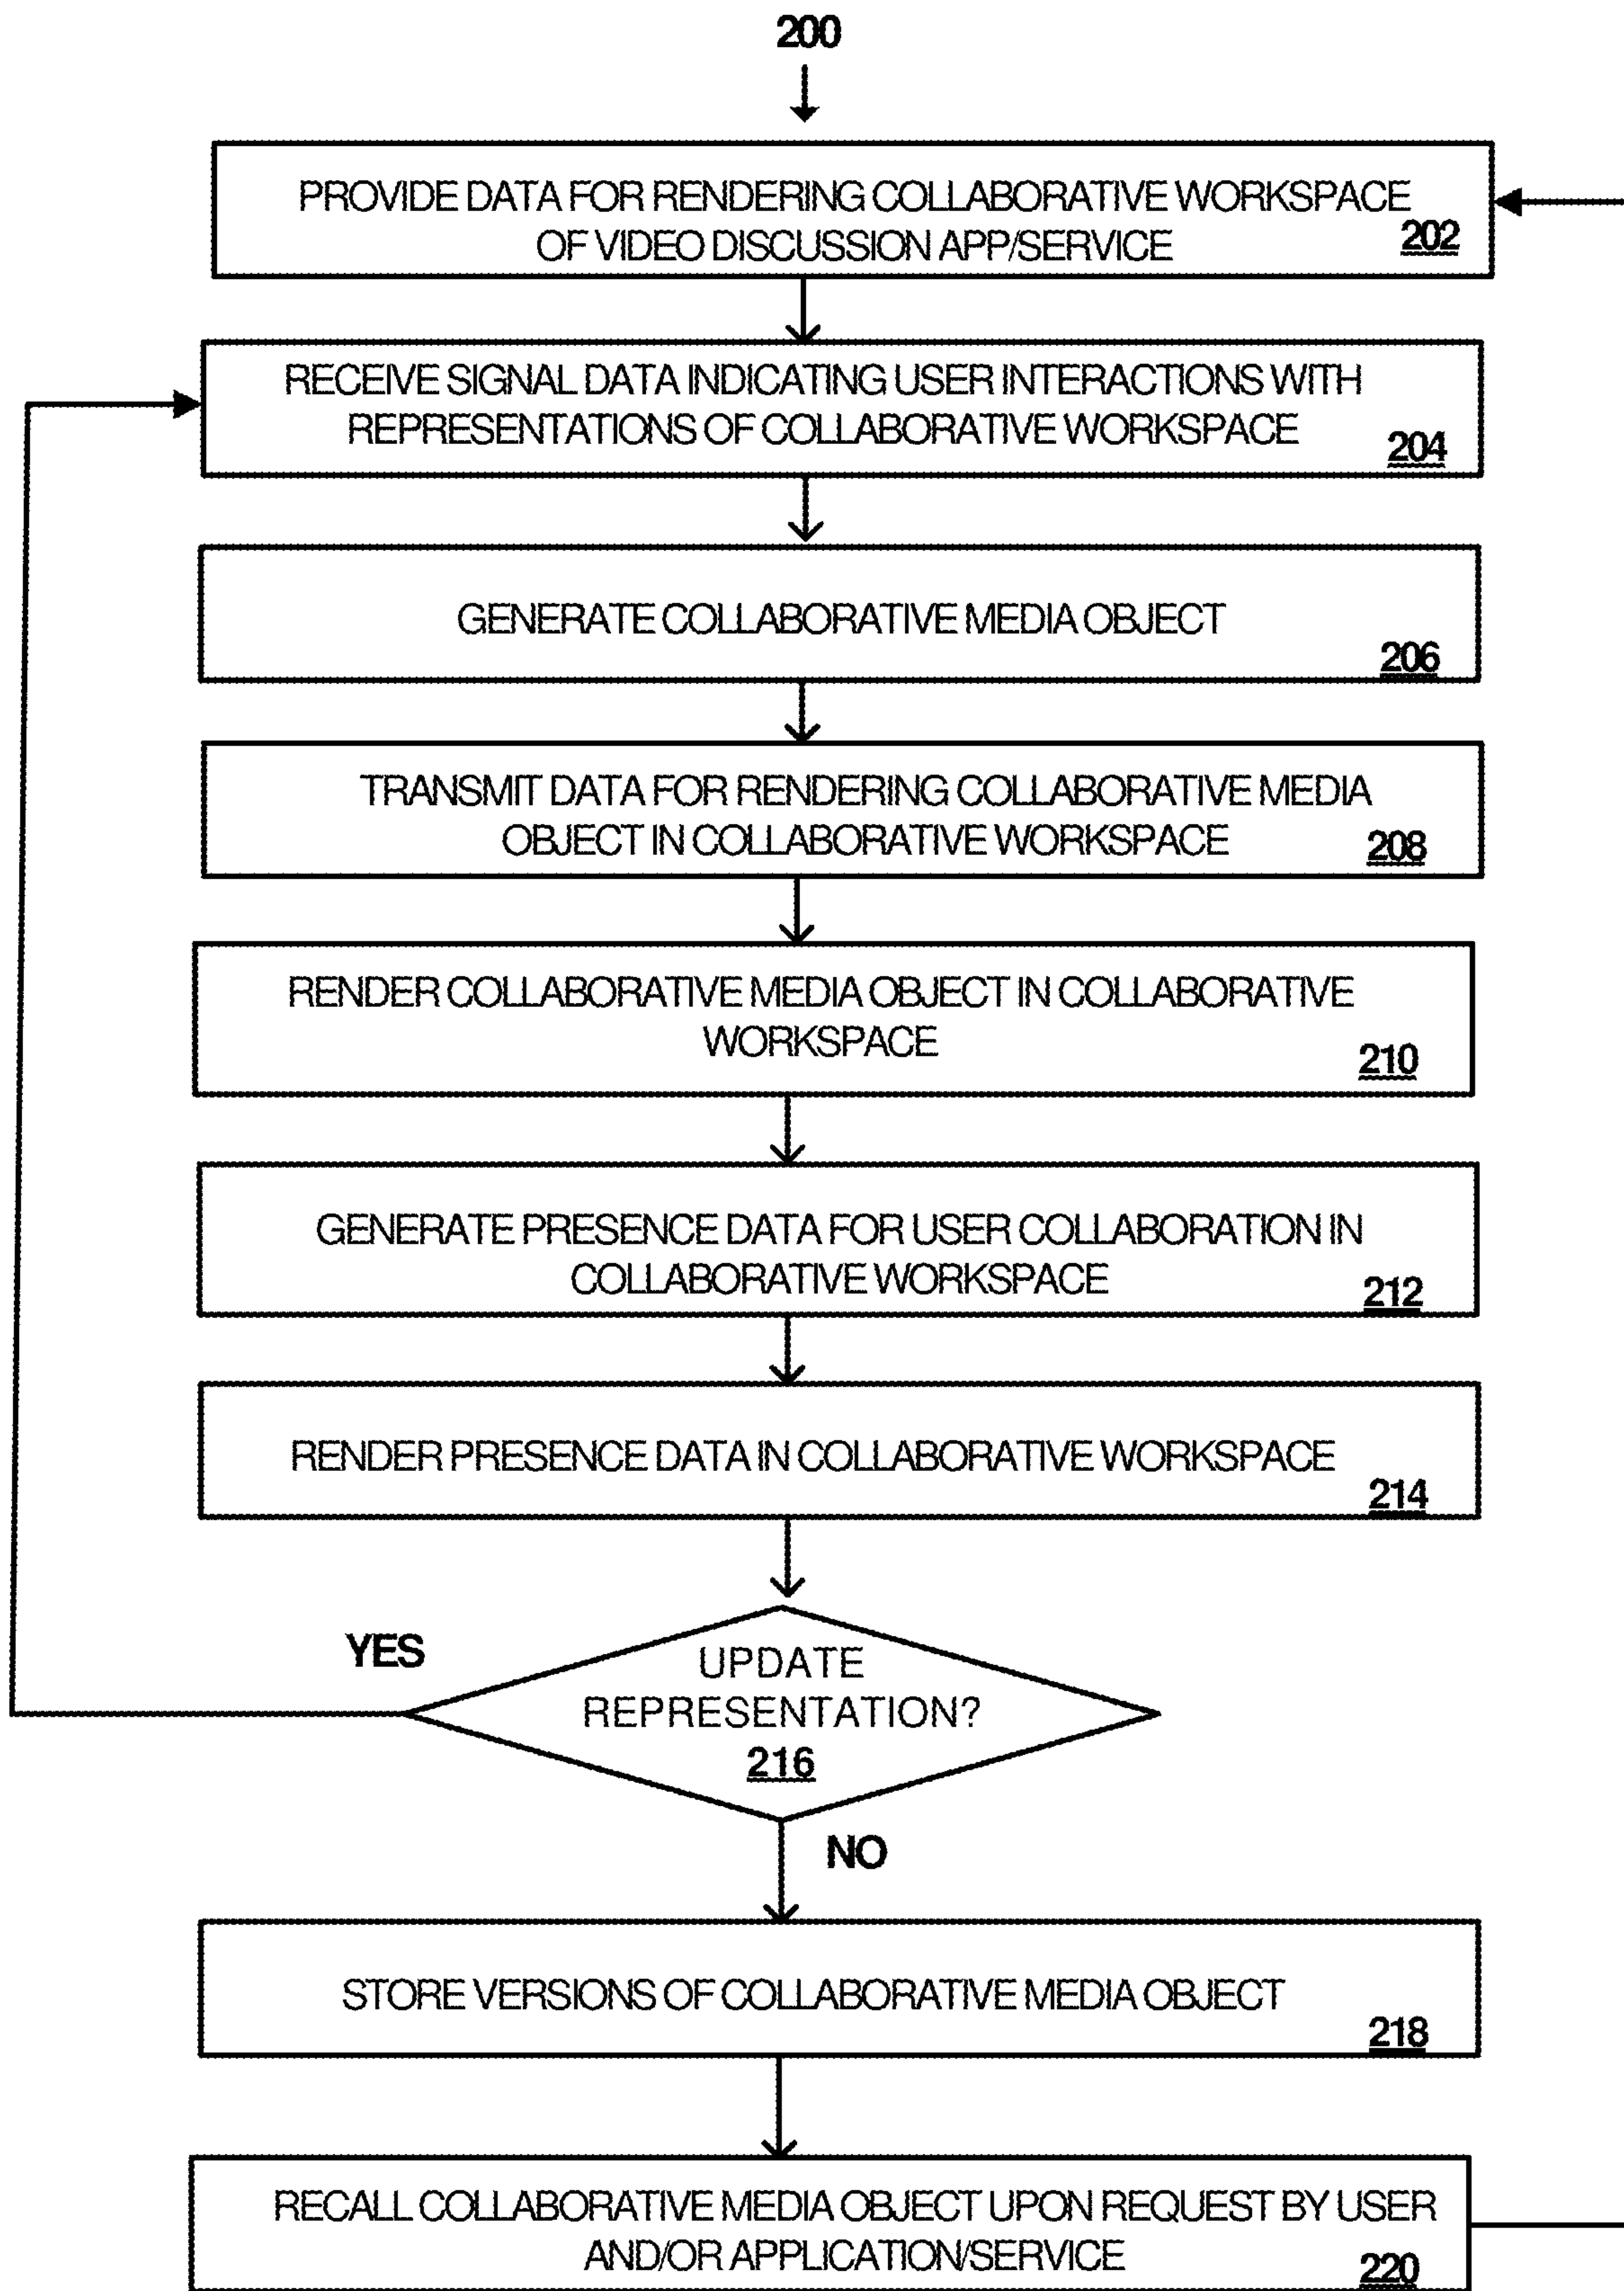 200
PROVIDE DATA FOR RENDERING COLLABORATIVE WORKSPACE
OF VIDEO DISCUSSION APP/SERVICE
202
RECEIVE SIGNAL DATA INDICATING USER INTERACTIONS WITH
REPRESENTATIONS OF COLLABORATIVE WORKSPACE
204
GENERATE COLLABORATIVE MEDIA OBJECT
206
TRANSMIT DATA FOR RENDERING COLLABORATIVE MEDIA
OBJECT IN COLLABORATIVE WORKSPACE
208
RENDER COLLABORATIVE MEDIA OBJECT IN COLLABORATIVE
WORKSPACE
210
GENERATE PRESENCE DATA FOR USER COLLABORATION IN
COLLABORATIVE WORKSPACE
212
RENDER PRESENCE DATA IN COLLABORATIVE WORKSPACE
214
YES
UPDATE
REPRESENTATION?
216
NO
STORE VERSIONS OF COLLABORATIVE MEDIA OBJECT
218
RECALL COLLABORATIVE MEDIA OBJECT UPON REQUEST BY USER
AND/OR APPLICATION/SERVICE
220